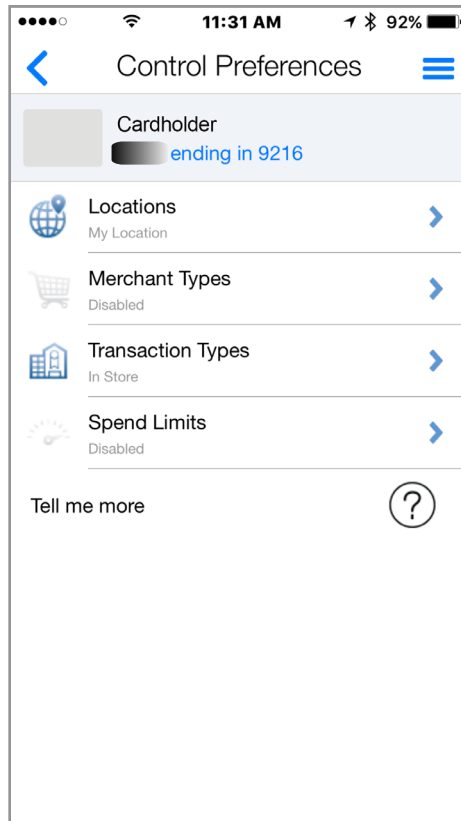 11:31 AM 92%
Control Preferences
Cardholder
ending in 9216
Locations
My Location
Merchant Types
Disabled
Transaction Types
In Store
Spend Limits
Disabled
Tell me more ?